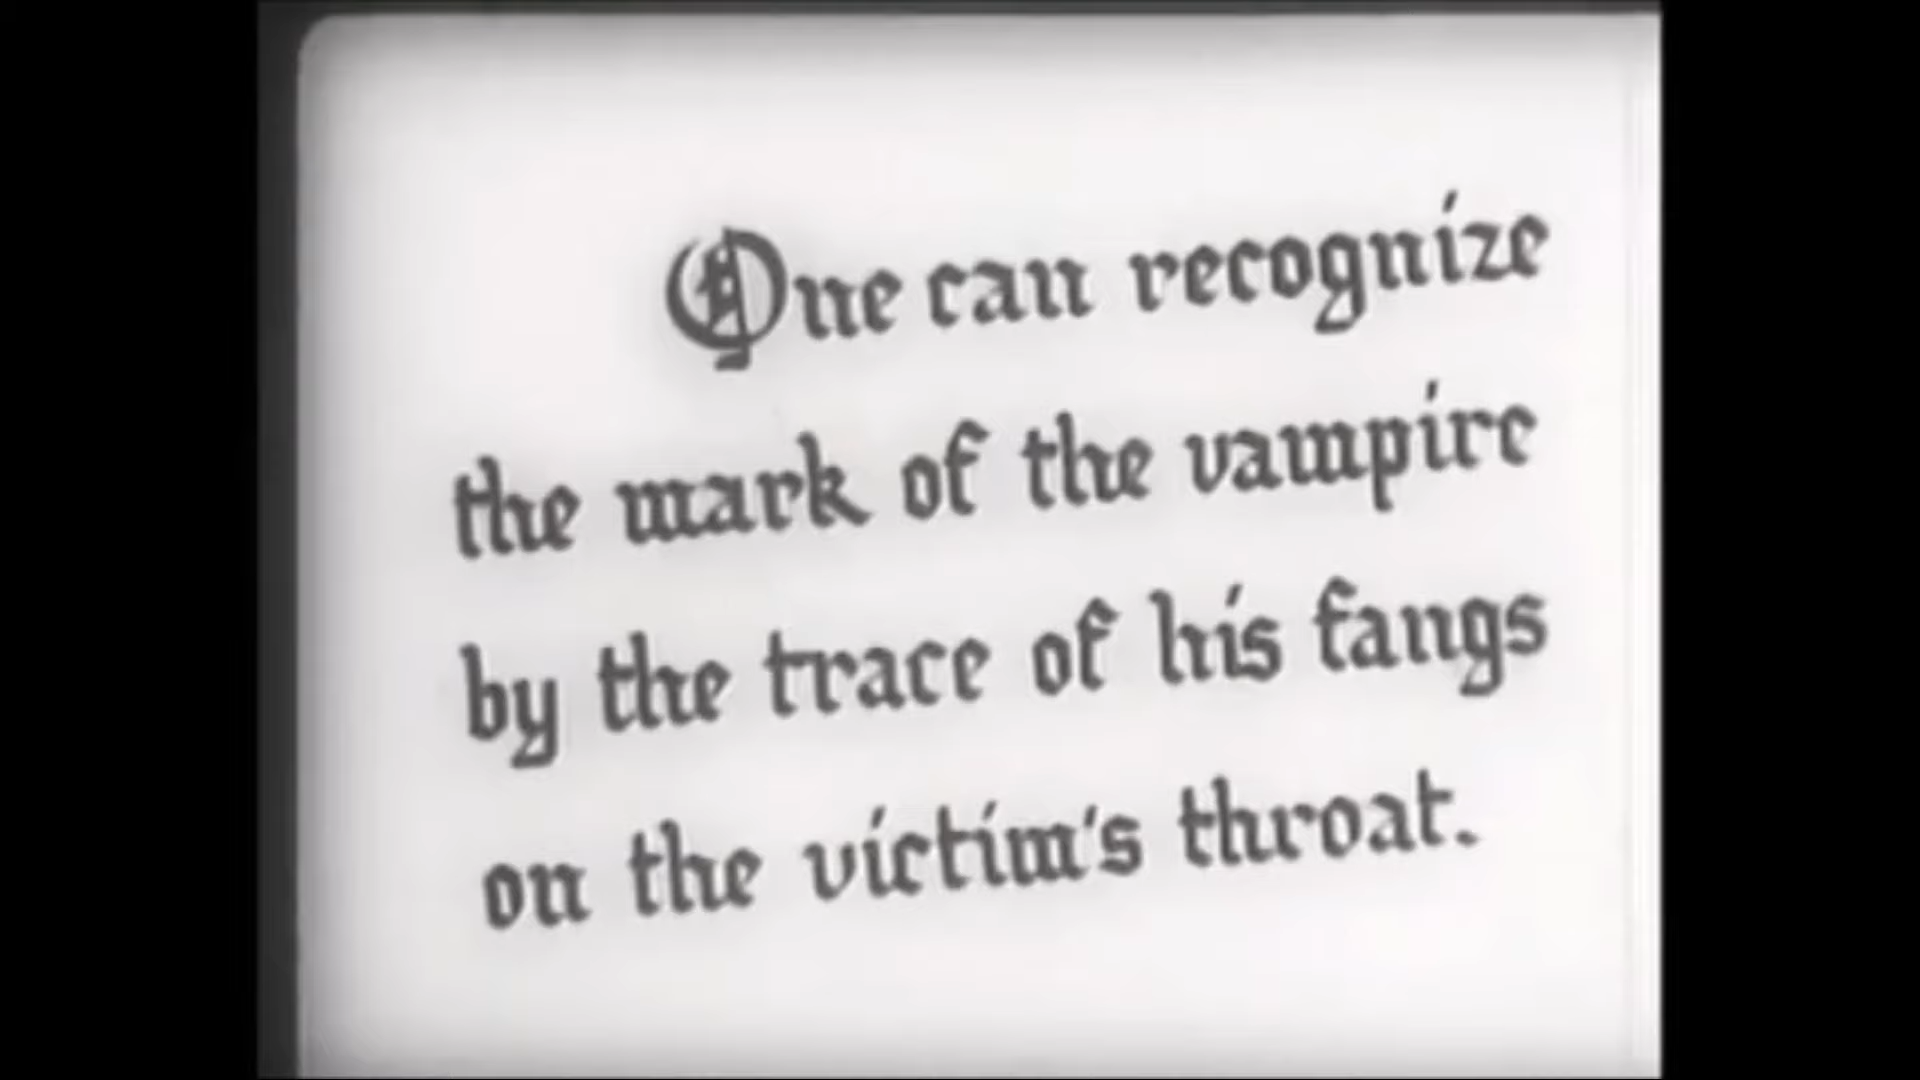 One can recognize
the mark of the vampire
by the trace of his fangs
on the victim's throat.